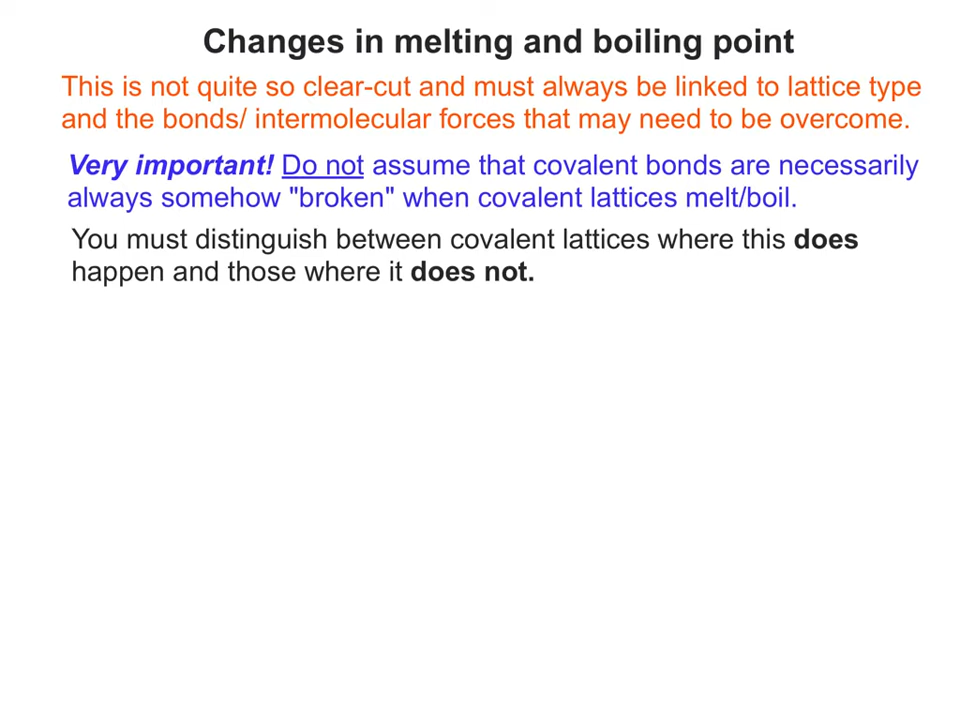 Changes in melting and boiling point
This is not quite so clear-cut and must always be linked to lattice type
and the bonds/ intermolecular forces that may need to be overcome.
Very important! Do not assume that covalent bonds are necessarily
always somehow "broken" when covalent lattices melt/boil.
You must distinguish between covalent lattices where this does
happen and those where it does not.